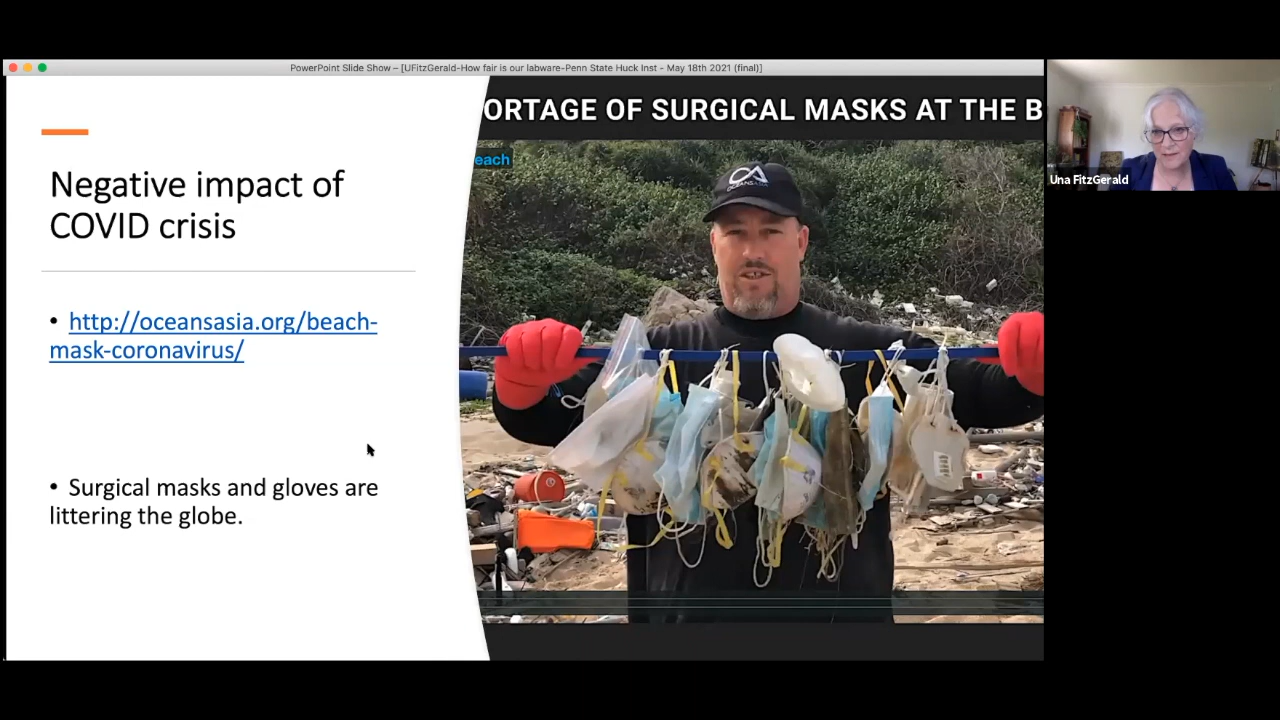 PowerPoint Slide Show – [UFitzGerald-How fair is our labware-Penn State Huck Inst - May 18th 2021 (final)]
Negative impact of
COVID crisis
• http://oceansasia.org/beach-
mask-coronavirus/
• Surgical masks and gloves are
littering the globe.
ORTAGE OF SURGICAL MASKS AT THE B
each
OCEANSASIA
Una FitzGerald